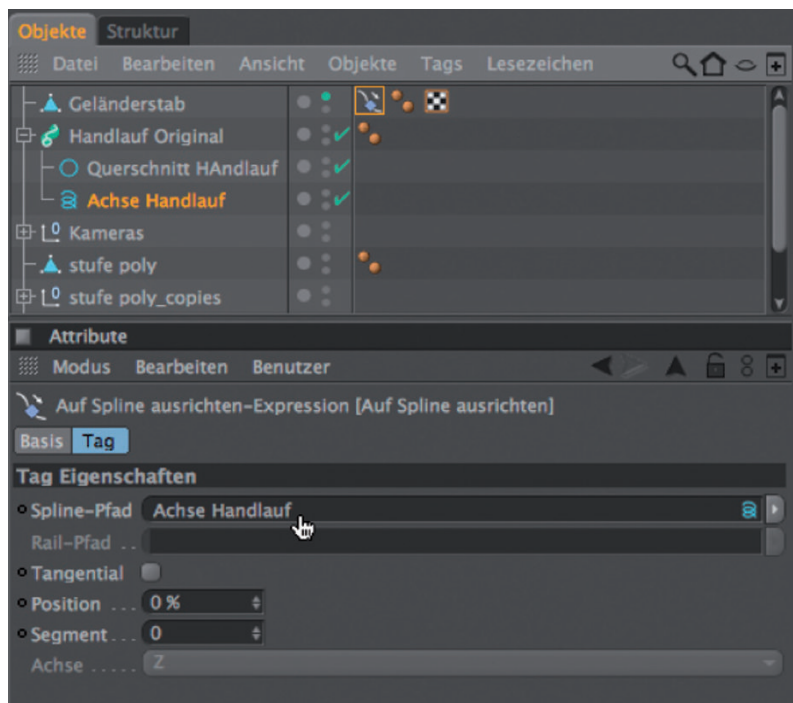 Objekte Struktur
Datei Bearbeiten Ansicht Objekte Tags Lesezeichen
Geländerstab
Handlauf Original
Querschnitt HAndlauf
Achse Handlauf
Kameras
stufe poly
stufe poly_copies
Attribute
Modus Bearbeiten Benutzer
Auf Spline ausrichten-Expression [Auf Spline ausrichten]
Basis Tag
Tag Eigenschaften
Spline-Pfad Achse Handlauf
Rail-Pfad ..
Tangential
Position ... 0 %
Segment... 0
Achse ..... Z